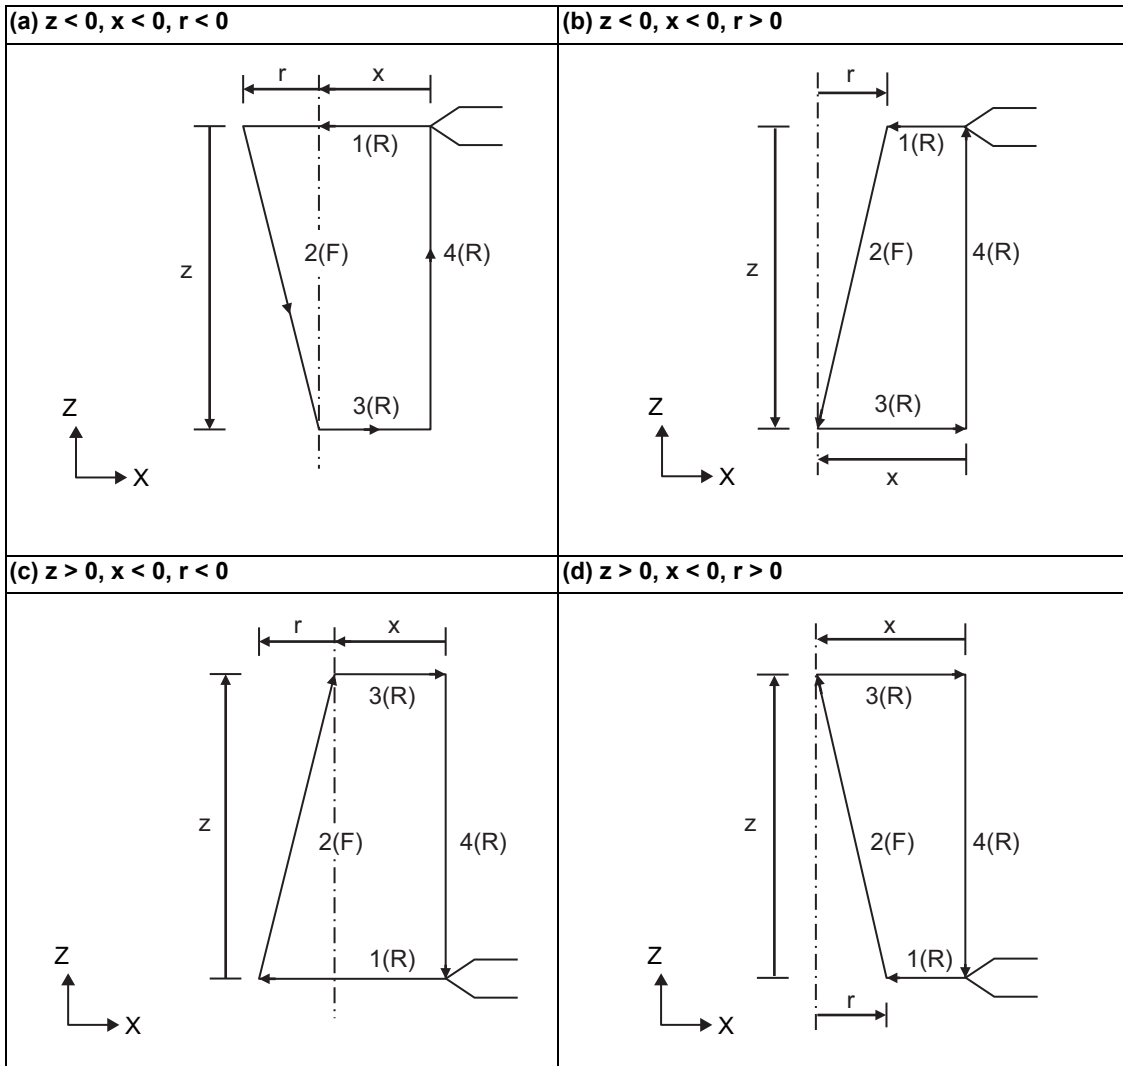 (a) z < 0, x < 0, r < 0
r x
1(R)
z
2(F) 4(R)
3(R)
Z
X
(b) z < 0, x < 0, r > 0
r
1(R)
z
2(F) 4(R)
3(R)
Z
X
x
(c) z > 0, x < 0, r < 0
r x
3(R)
z
2(F) 4(R)
1(R)
Z
X
(d) z > 0, x < 0, r > 0
x
3(R)
z
2(F) 4(R)
1(R)
Z
r
X